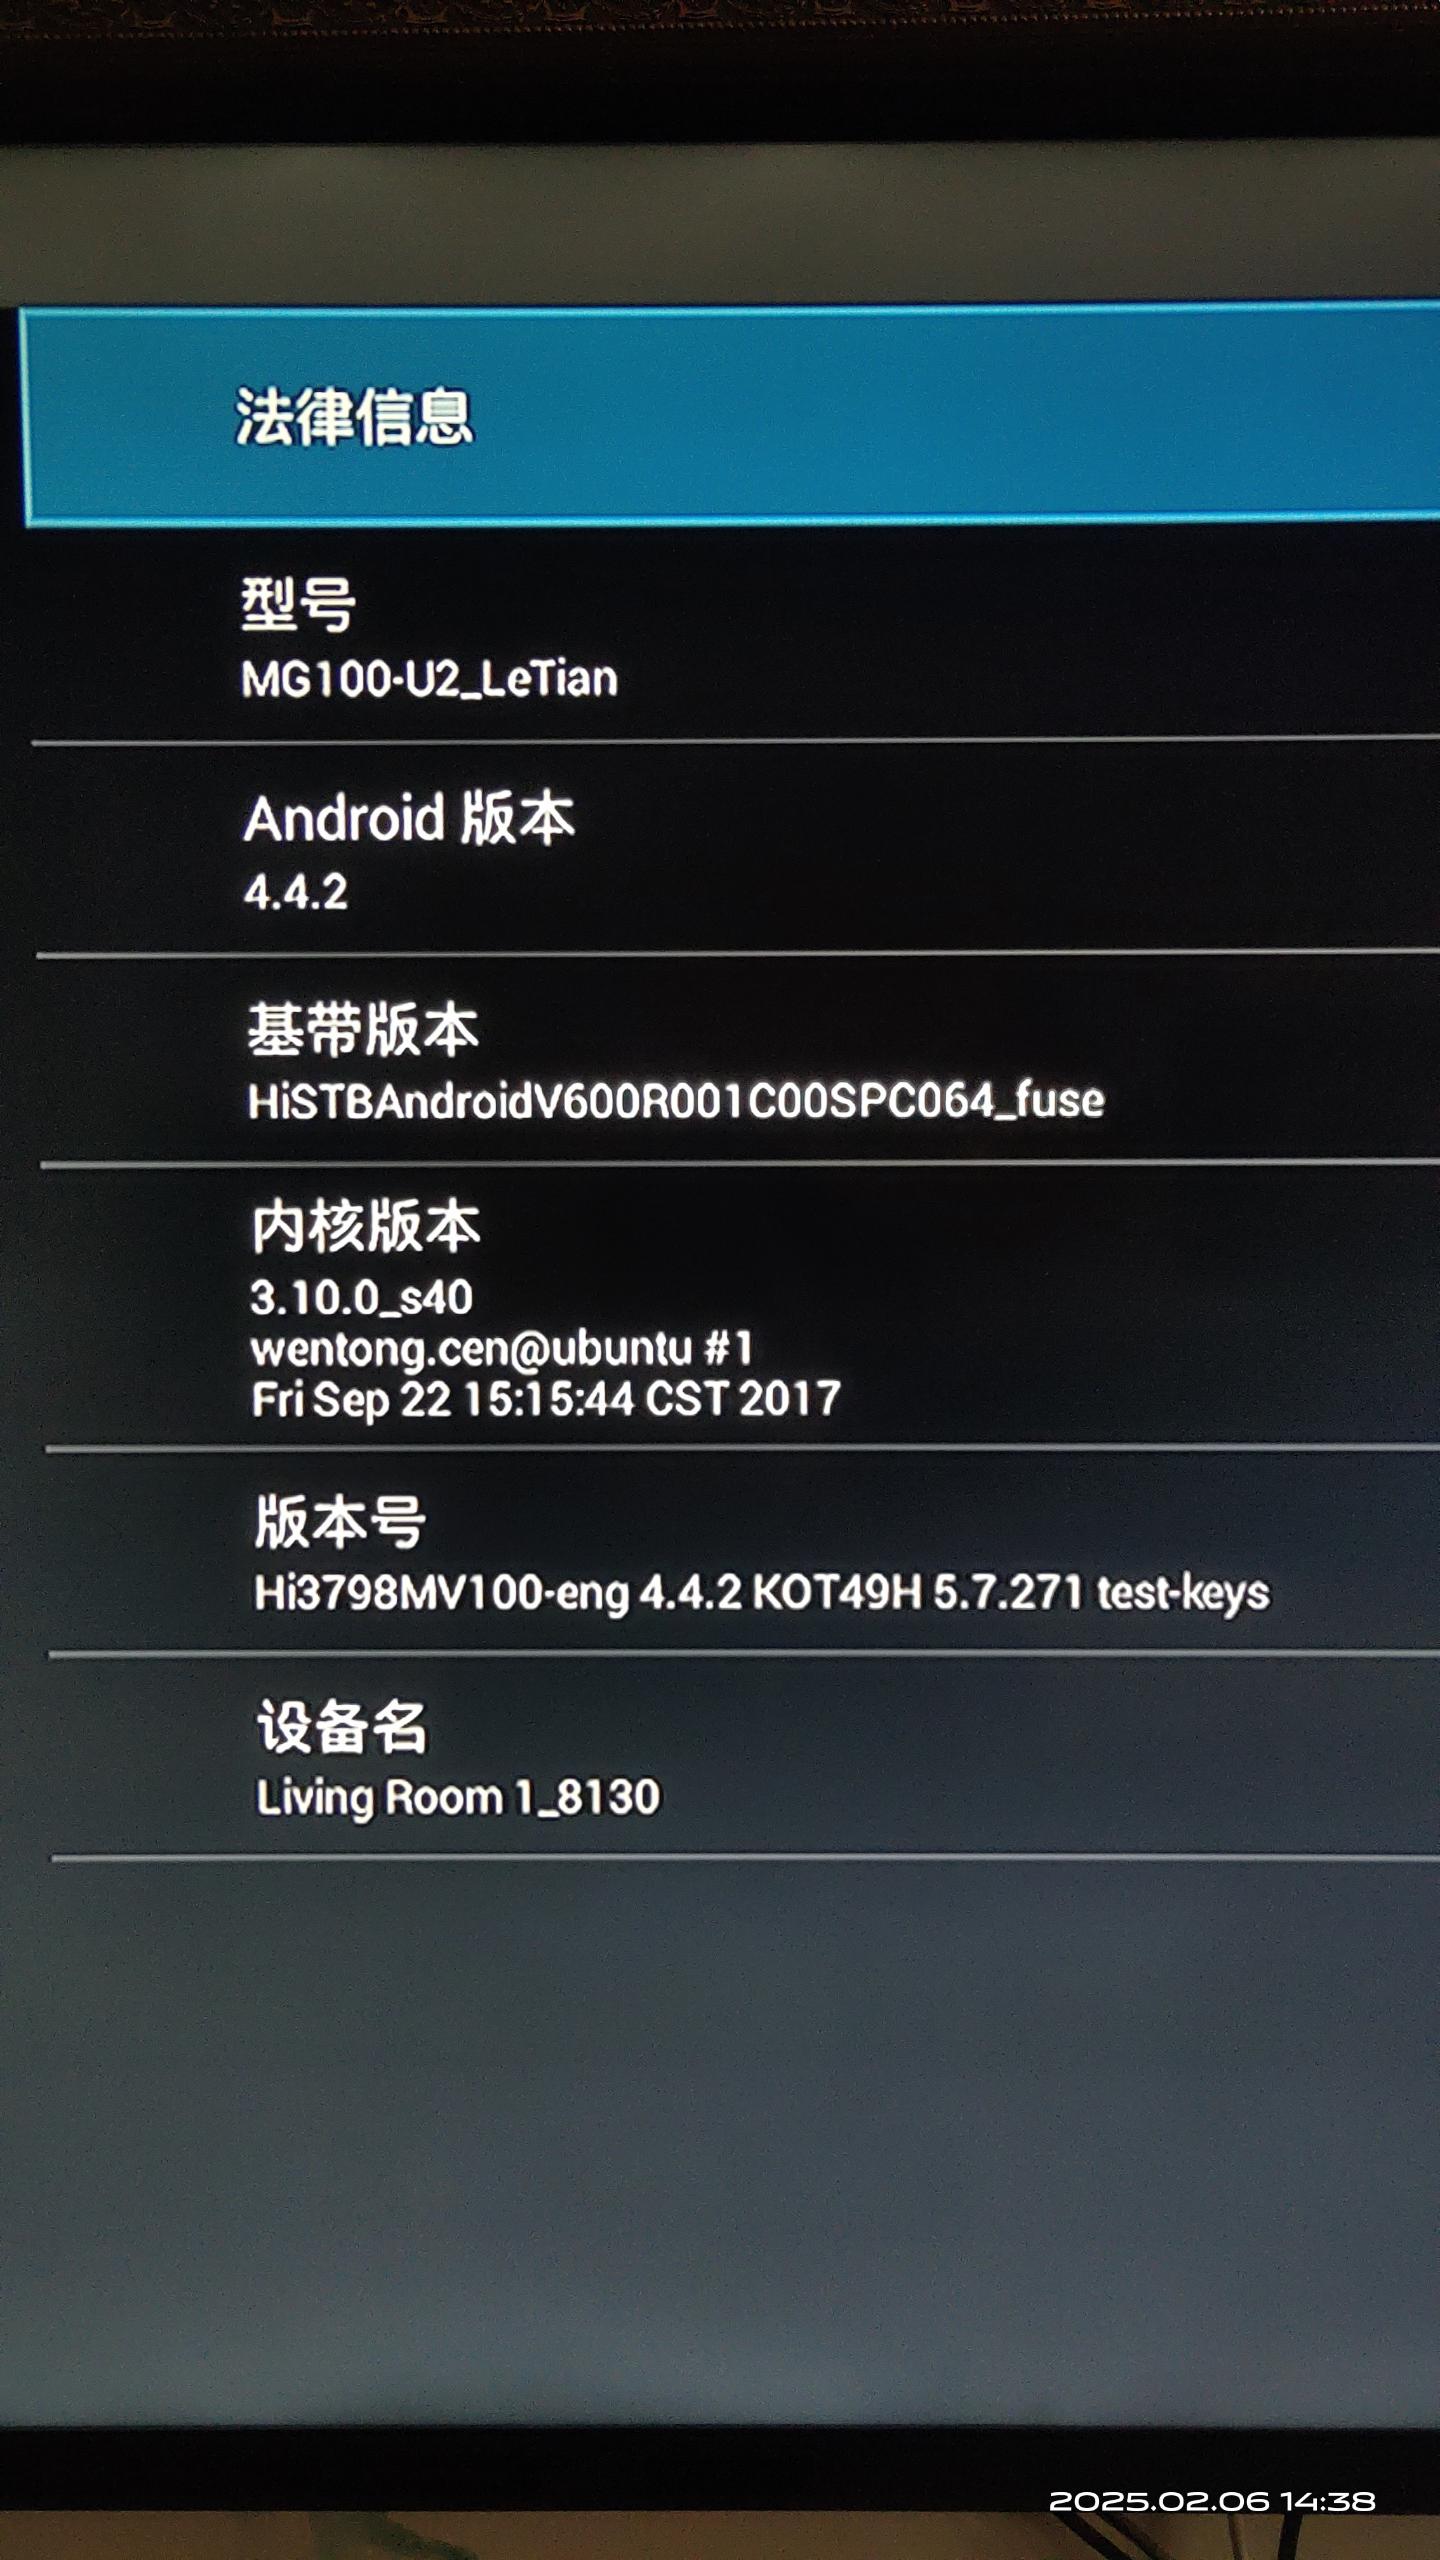 法律信息
型号
MG100-U2_LeTian
Android 版本
4.4.2
基带版本
HiSTBAndroidV600R001C00SPC064_fuse
内核版本
3.10.0_s40
wentong.cen@ubuntu #1
Fri Sep 22 15:15:44 CST 2017
版本号
Hi3798MV100-eng 4.4.2 KOT49H 5.7.271 test-keys
设备名
Living Room 1_8130
2025.02.06 14:38